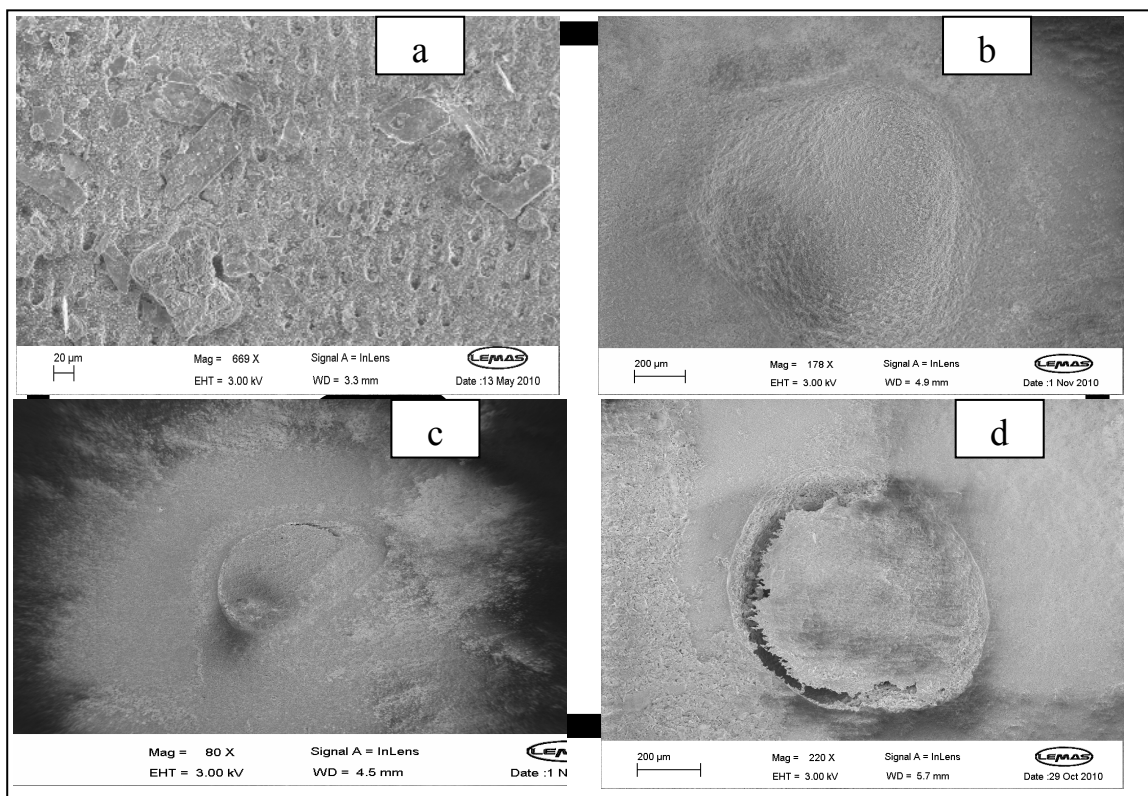 a
20 µm
Mag = 669 X
Signal A = InLens
LEMAS
EHT = 3.00 kV
WD = 3.3 mm
Date :13 May 2010
b
200 µm
Mag = 178 X
Signal A = InLens
LEMAS
EHT = 3.00 kV
WD = 4.9 mm
Date :1 Nov 2010
c
Mag = 80 X
Signal A = InLens
EHT = 3.00 kV
WD = 4.5 mm
Date :1 N
d
200 µm
Mag = 220 X
Signal A = InLens
LEMAS
EHT = 3.00 kV
WD = 5.7 mm
Date :29 Oct 2010